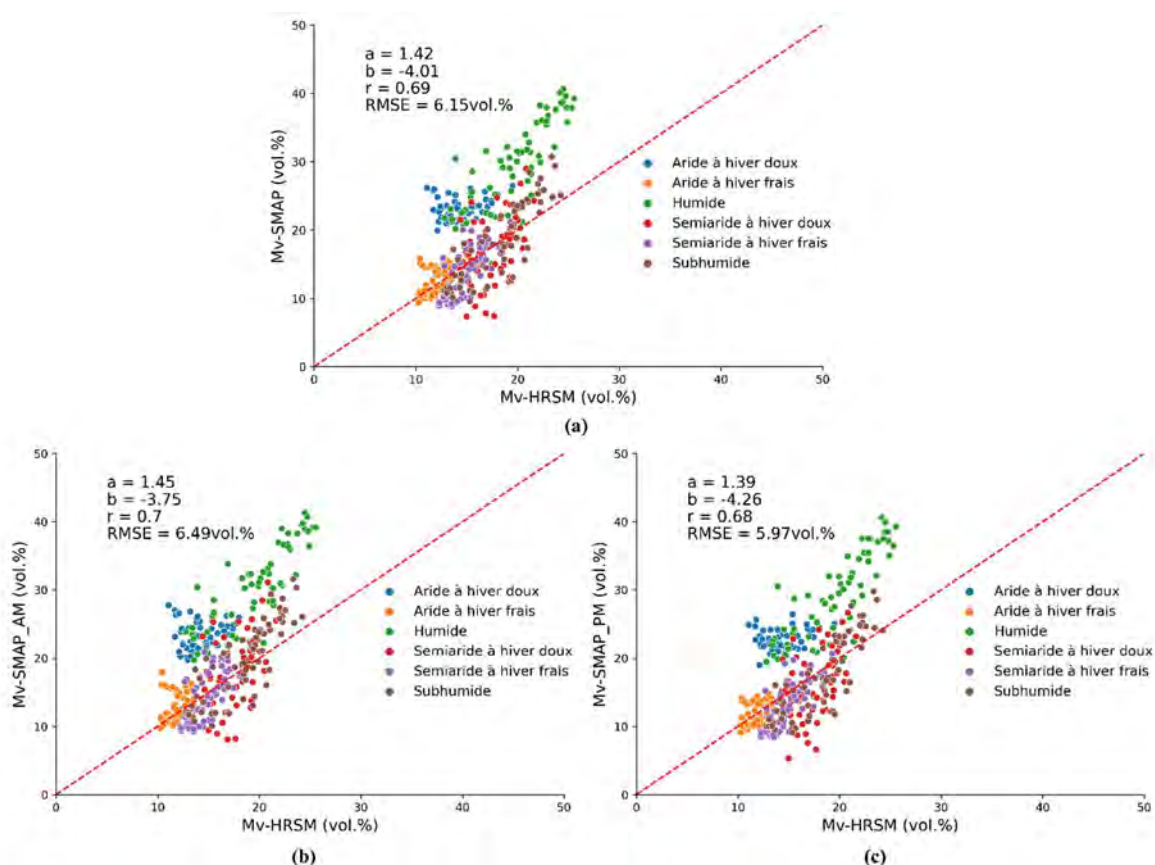 50
40
30
20
10
0
Mv-SMAP (vol.%)
a = 1.42
b = -4.01
r = 0.69
RMSE = 6.15vol.%
Aride à hiver doux
Aride à hiver frais
Humide
Semiaride à hiver doux
Semiaride à hiver frais
Subhumide
0 10 20 30 40 50
Mv-HRSM (vol.%)
(a)
50
40
30
20
10
0
Mv-SMAP_AM (vol.%)
a = 1.45
b = -3.75
r = 0.7
RMSE = 6.49vol.%
Aride à hiver doux
Aride à hiver frais
Humide
Semiaride à hiver doux
Semiaride à hiver frais
Subhumide
0 10 20 30 40 50
Mv-HRSM (vol.%)
(b)
50
40
30
20
10
0
Mv-SMAP_PM (vol.%)
a = 1.39
b = -4.26
r = 0.68
RMSE = 5.97vol.%
Aride à hiver doux
Aride à hiver frais
Humide
Semiaride à hiver doux
Semiaride à hiver frais
Subhumide
0 10 20 30 40 50
Mv-HRSM (vol.%)
(c)